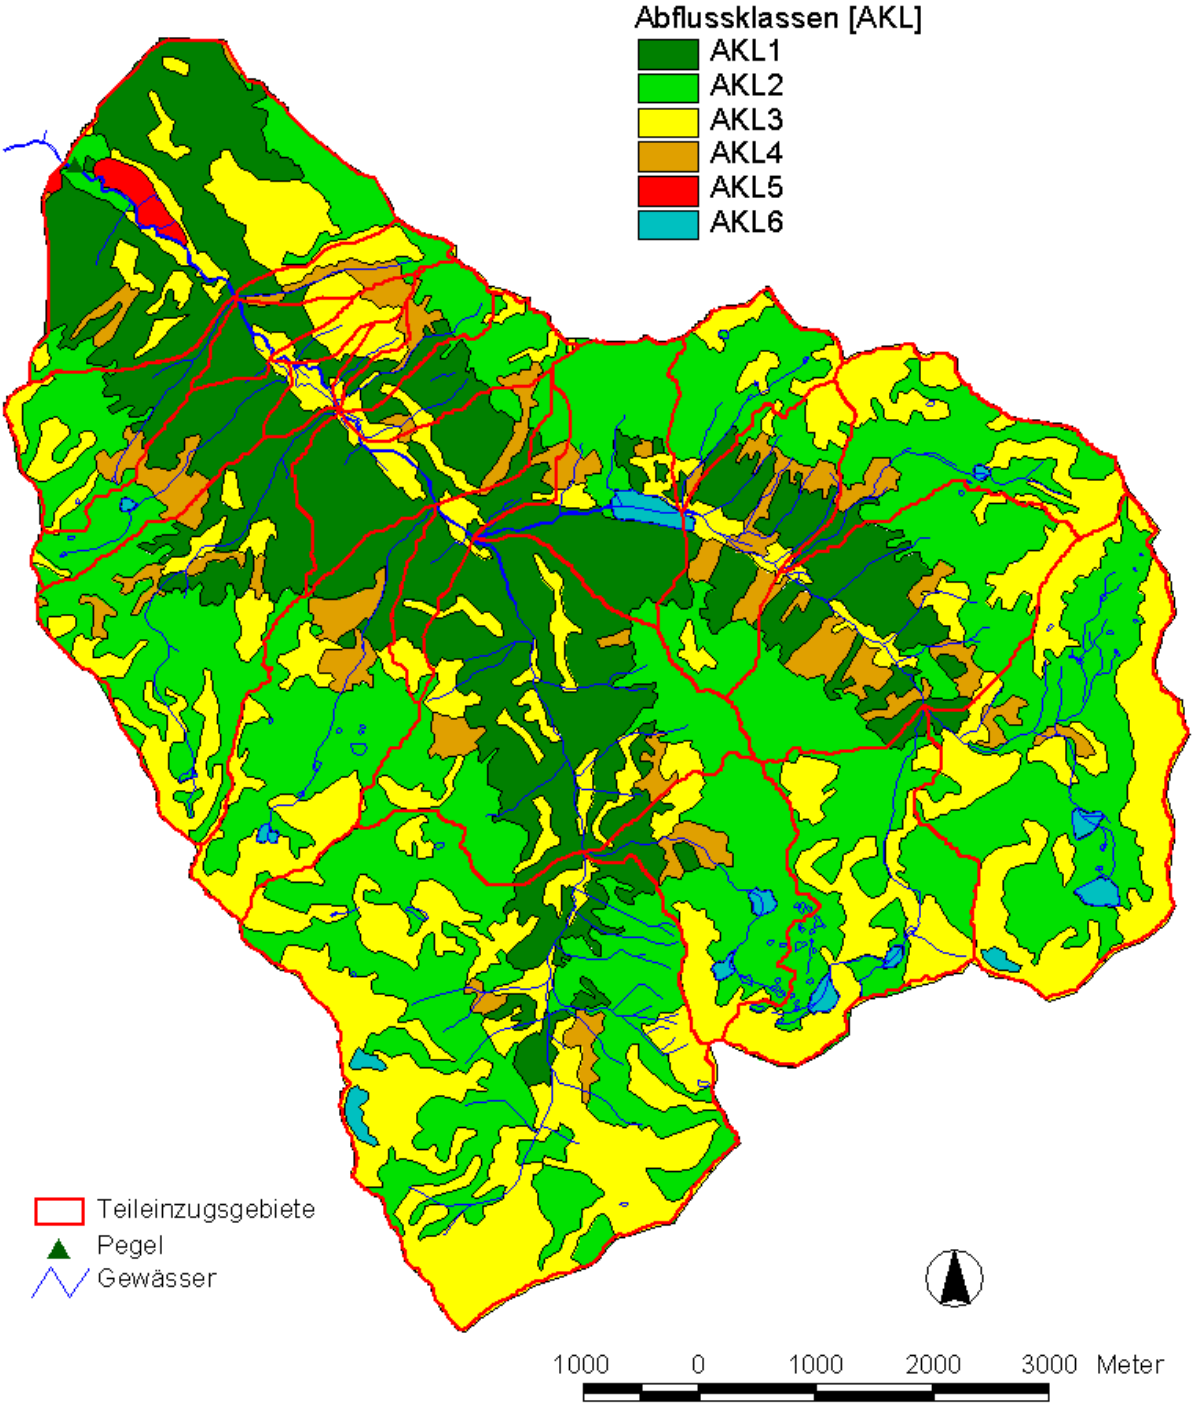 Abflussklassen [AKL]
AKL1
AKL2
AKL3
AKL4
AKL5
AKL6
Teileinzugsgebiete
Pegel
Gewässer
1000 0 1000 2000 3000 Meter